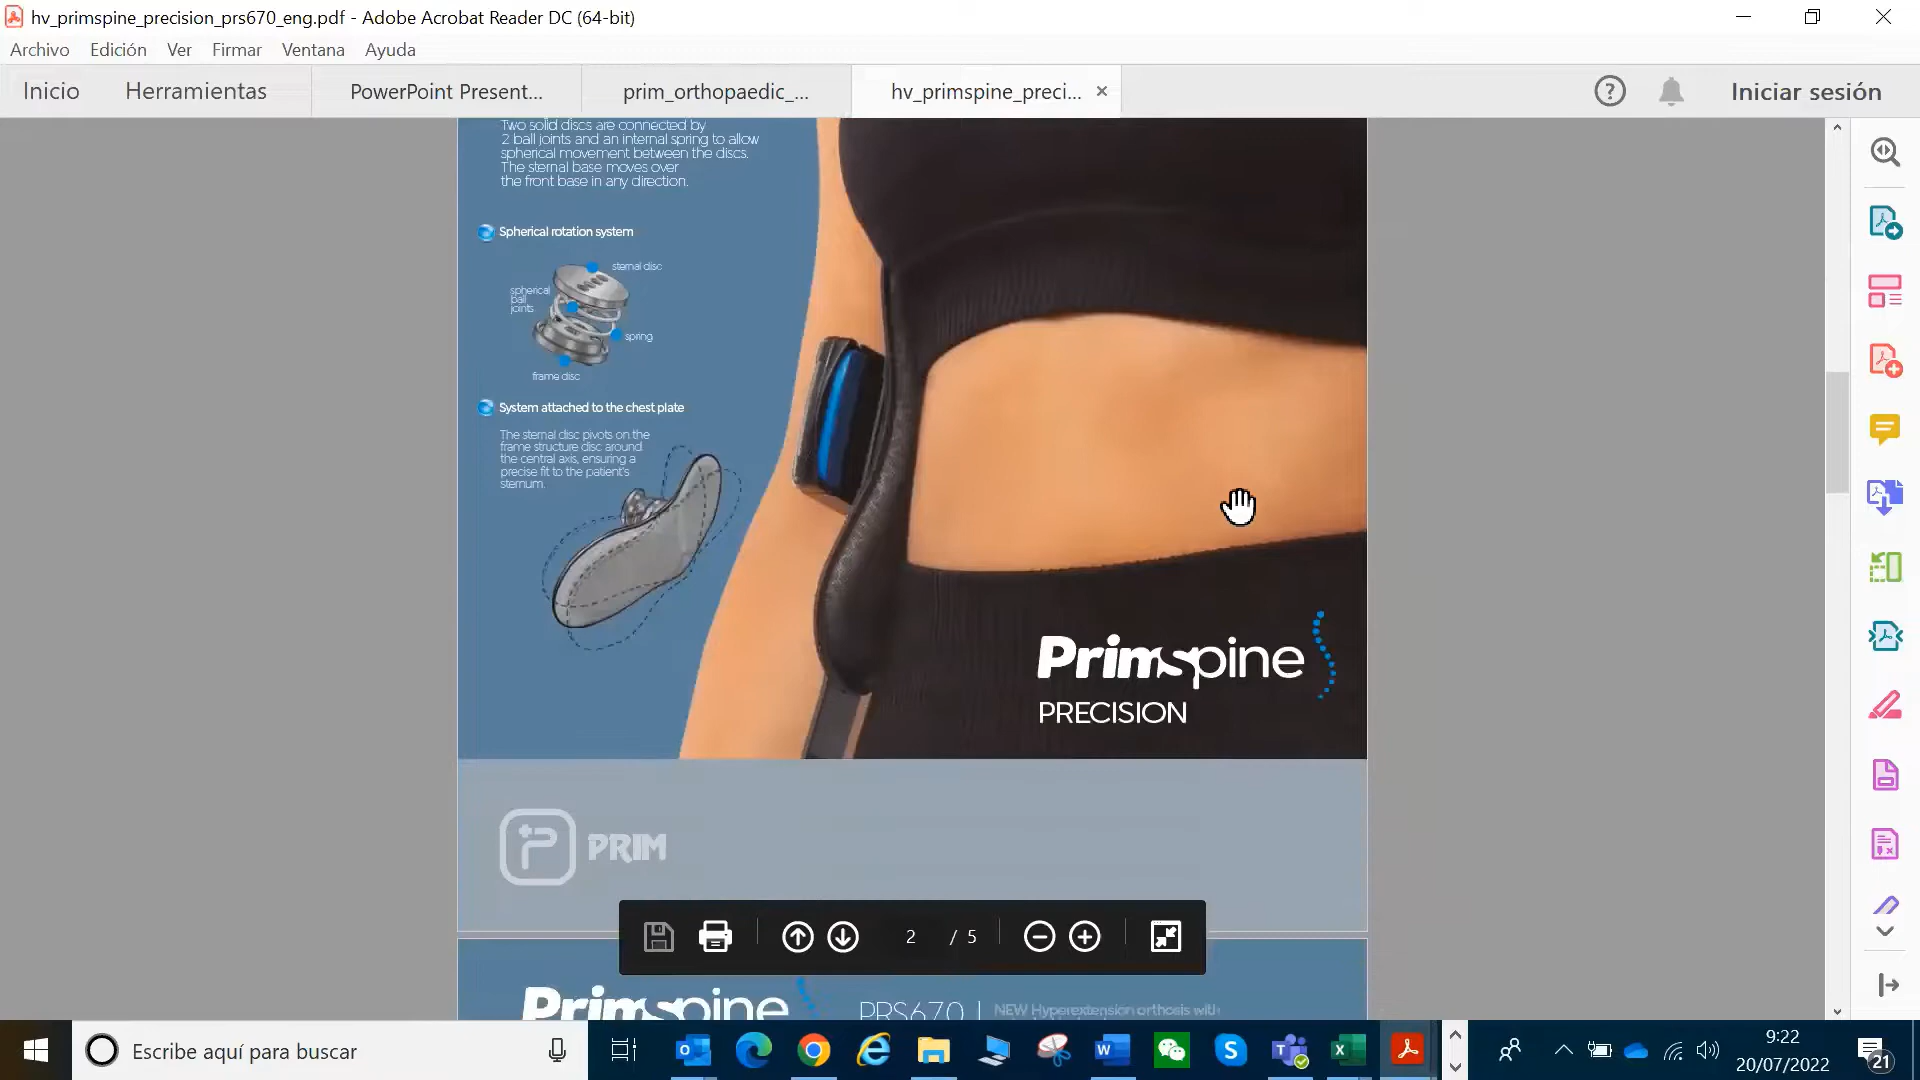 hv_primspine_precision_prs670_eng.pdf - Adobe Acrobat Reader DC (64-bit)
Archivo Edición Ver Firmar Ventana Ayuda
Inicio Herramientas PowerPoint Present... prim_orthopaedic_... hv_primspine_preci... Iniciar sesión
Two solid discs are connected by
2 ball joints and an internal spring to allow
spherical movement between the discs.
The sternal base moves over
the front base in any direction.
Spherical rotation system
sternal disc
spherical
ball
joints
spring
frame disc
System attached to the chest plate
The sternal disc pivots on the
frame structure disc around
the central axis, ensuring a
precise fit to the patient's
sternum.
Primspine
PRECISION
PRIM
2 / 5
Primspine PRS670 | NEW Hyperextension orthosis with
Escribe aquí para buscar
9:22
20/07/2022
21